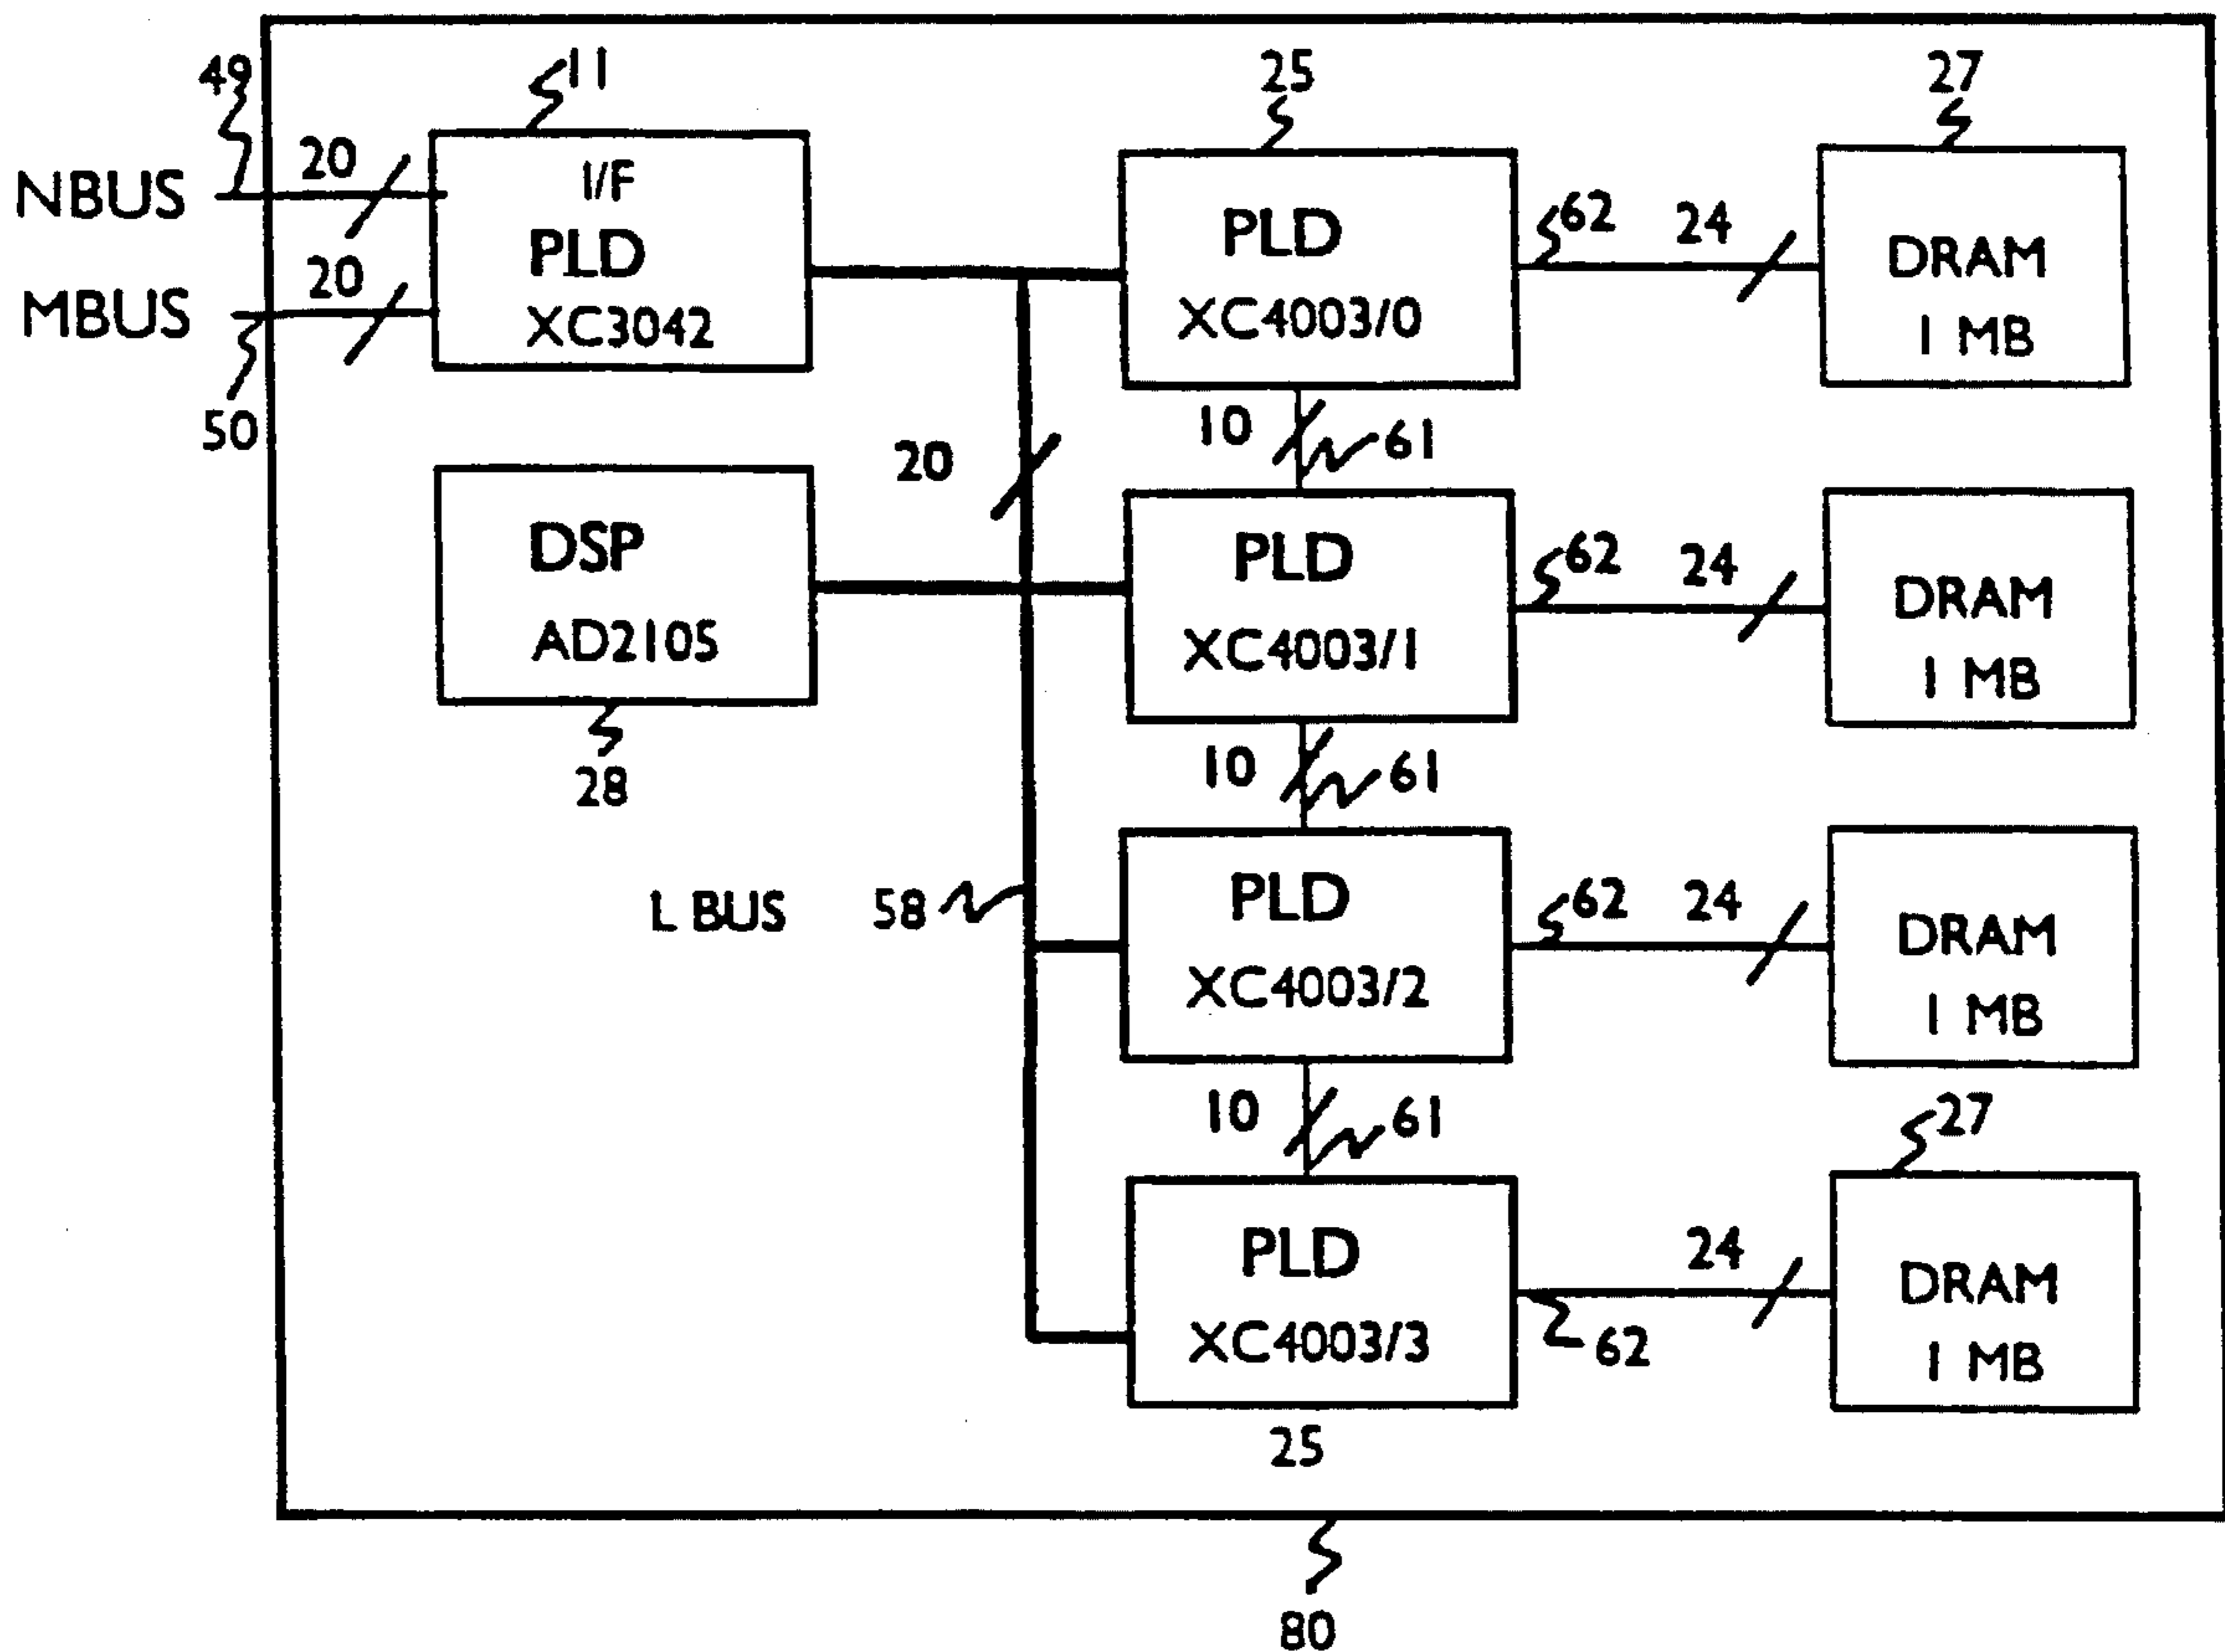 49
11
25
27
NBUS
20
I/F
PLD
XC3042
MBUS
20
50
PLD
XC4003/0
62
24
DRAM
1 MB
10
61
20
DSP
AD2105
28
PLD
XC4003/1
62
24
DRAM
1 MB
10
61
L BUS
58
PLD
XC4003/2
62
24
DRAM
1 MB
10
61
27
PLD
XC4003/3
24
62
DRAM
1 MB
25
80